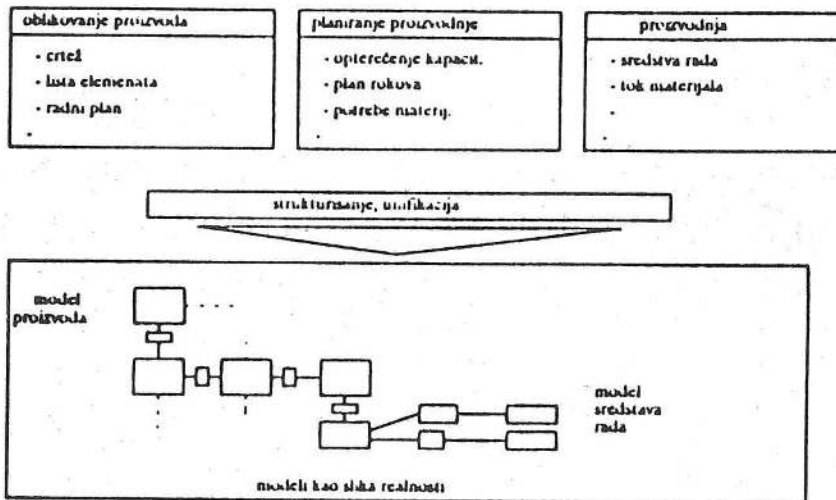 oblikovanje proizvoda
- crtež
- lista elemenata
- radni plan
planiranje proizvodnje
- opterećenje kapacit.
- plan rokova
- potrebe materij.
proizvodnja
- sredstva rada
- tok materijala
strukturisanje, unifikacija
model
proizvoda
model
sredstava
rada
modeli kao slika realnosti